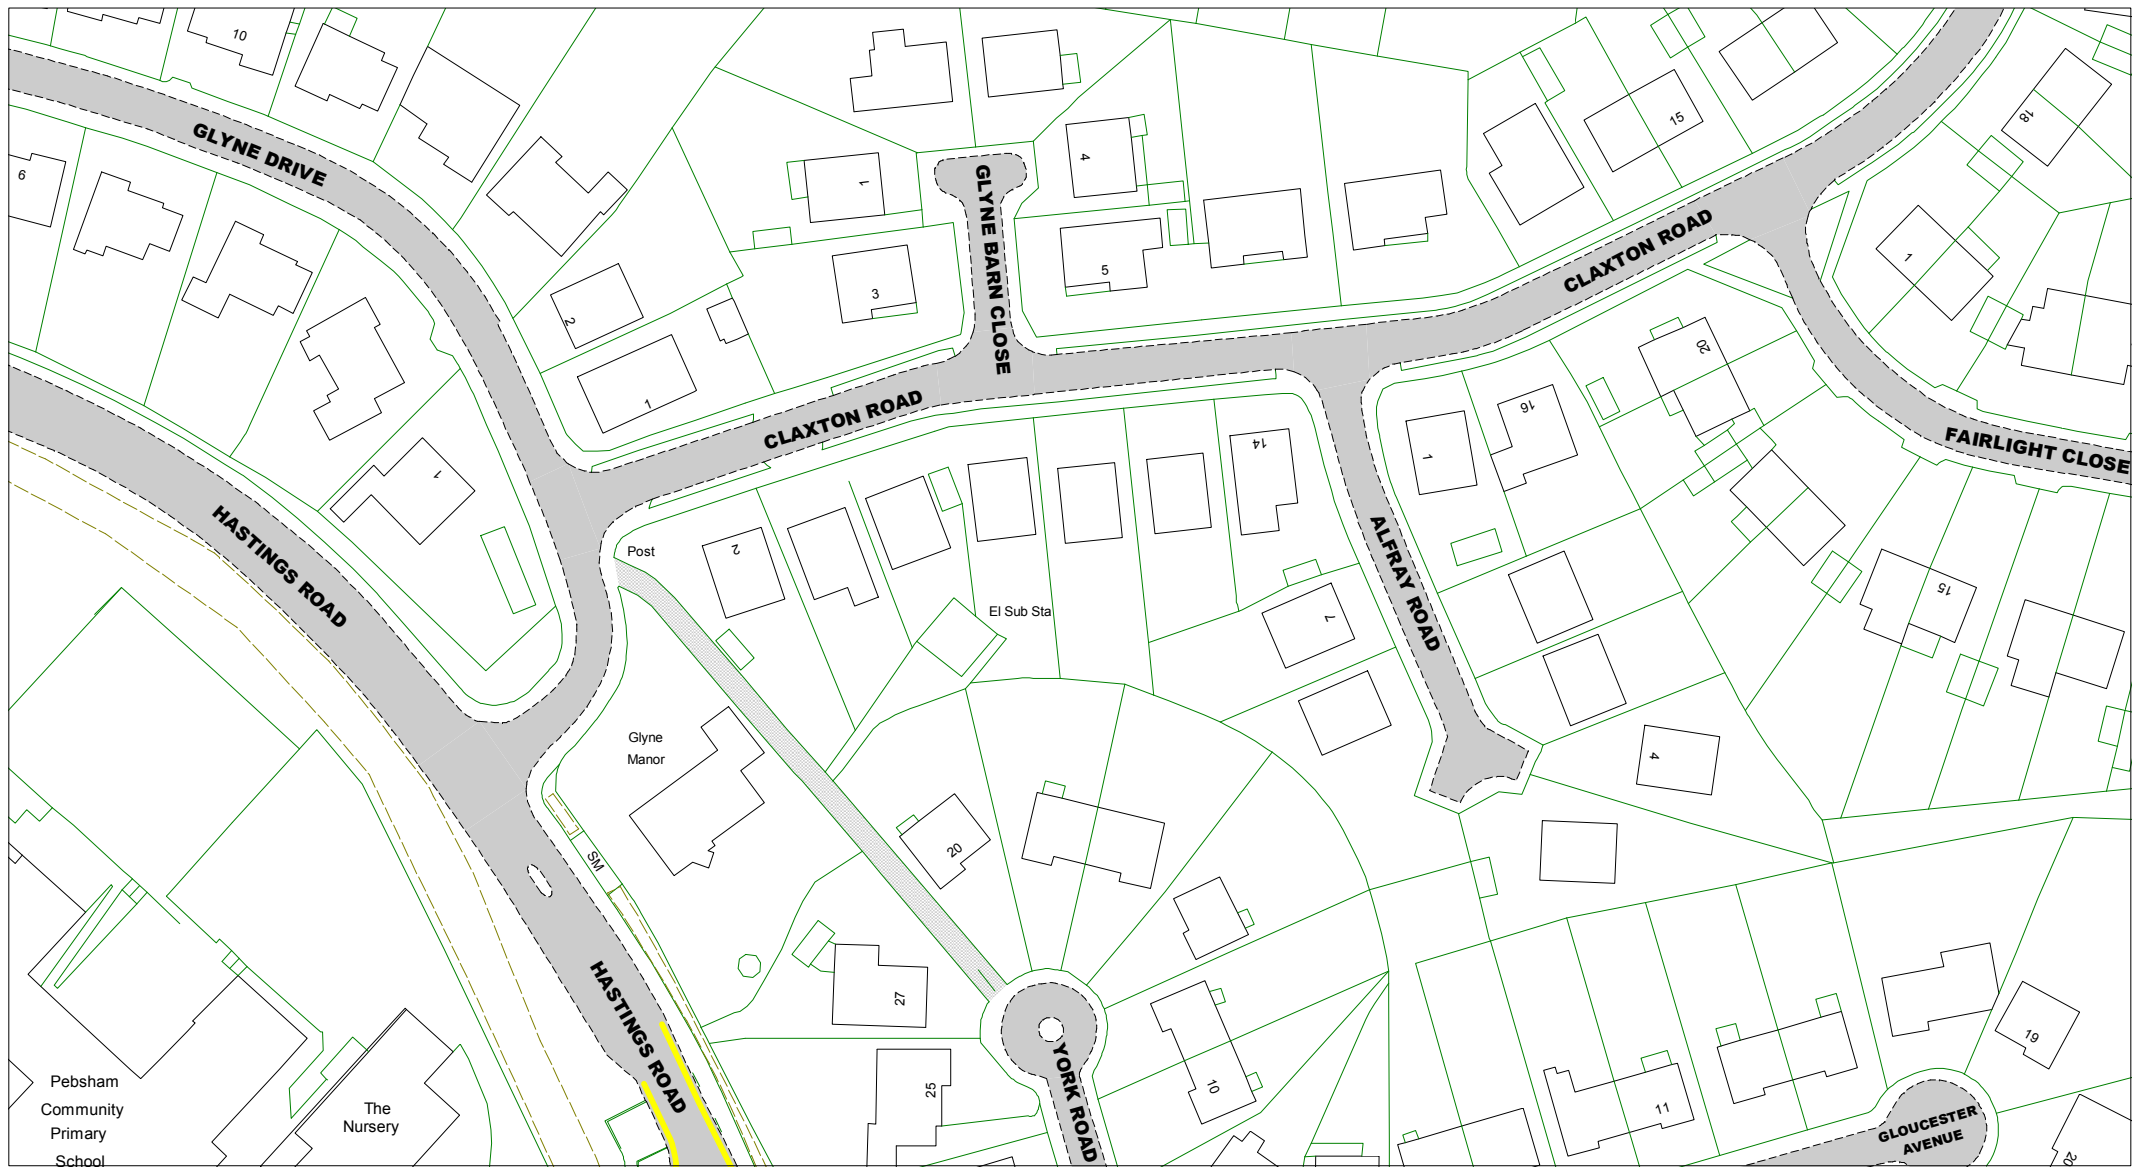 10
GLYNE DRIVE
6
GLYNE BARN CLOSE
1
4
15
18
CLAXTON ROAD
1
5
3
2
1
20
CLAXTON ROAD
16
14
1
FAIRLIGHT CLOSE
1
HASTINGS ROAD
Post
2
El Sub Sta
ALFRAY ROAD
7
15
Glyne
Manor
4
20
SM
27
HASTINGS ROAD
YORK ROAD
19
Pebsham
Community
Primary
School
The
Nursery
25
10
11
GLOUCESTER
AVENUE
20